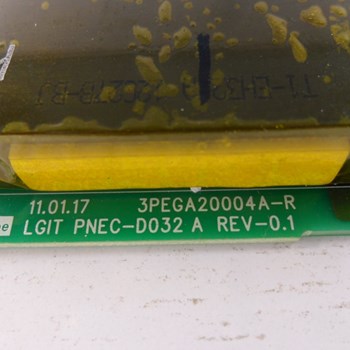 11.01.17 3PEGA20004A-R
LGIT PNEC-D032 A REV-0.1